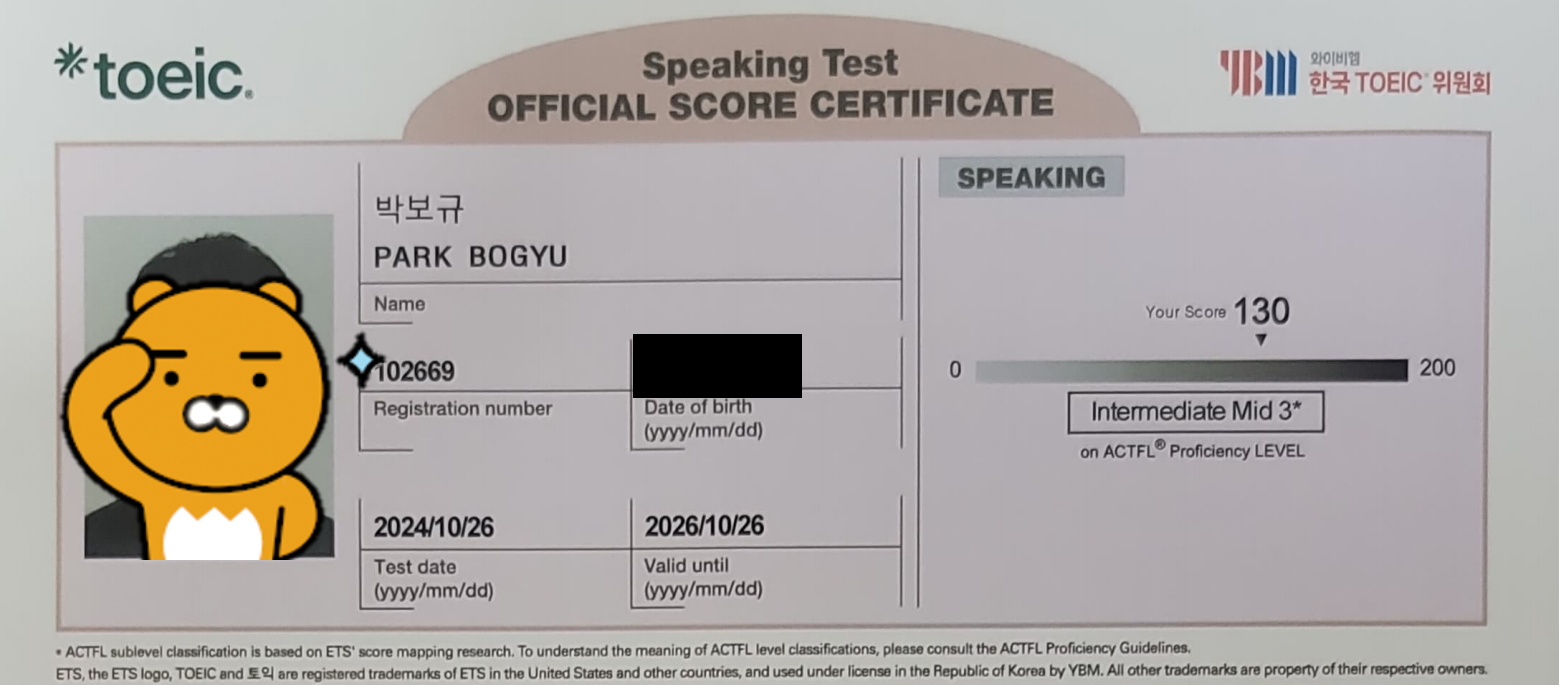 *toeic®
Speaking Test
OFFICIAL SCORE CERTIFICATE
YBM 와이비엠
한국 TOEIC® 위원회
박보규
PARK BOGYU
Name
102669
Registration number
Date of birth
(yyyy/mm/dd)
2024/10/26
Test date
(yyyy/mm/dd)
2026/10/26
Valid until
(yyyy/mm/dd)
SPEAKING
Your Score 130
0
200
Intermediate Mid 3*
on ACTFL® Proficiency LEVEL
* ACTFL sublevel classification is based on ETS' score mapping research. To understand the meaning of ACTFL level classifications, please consult the ACTFL Proficiency Guidelines.
ETS, the ETS logo, TOEIC and 토익 are registered trademarks of ETS in the United States and other countries, and used under license in the Republic of Korea by YBM. All other trademarks are property of their respective owners.